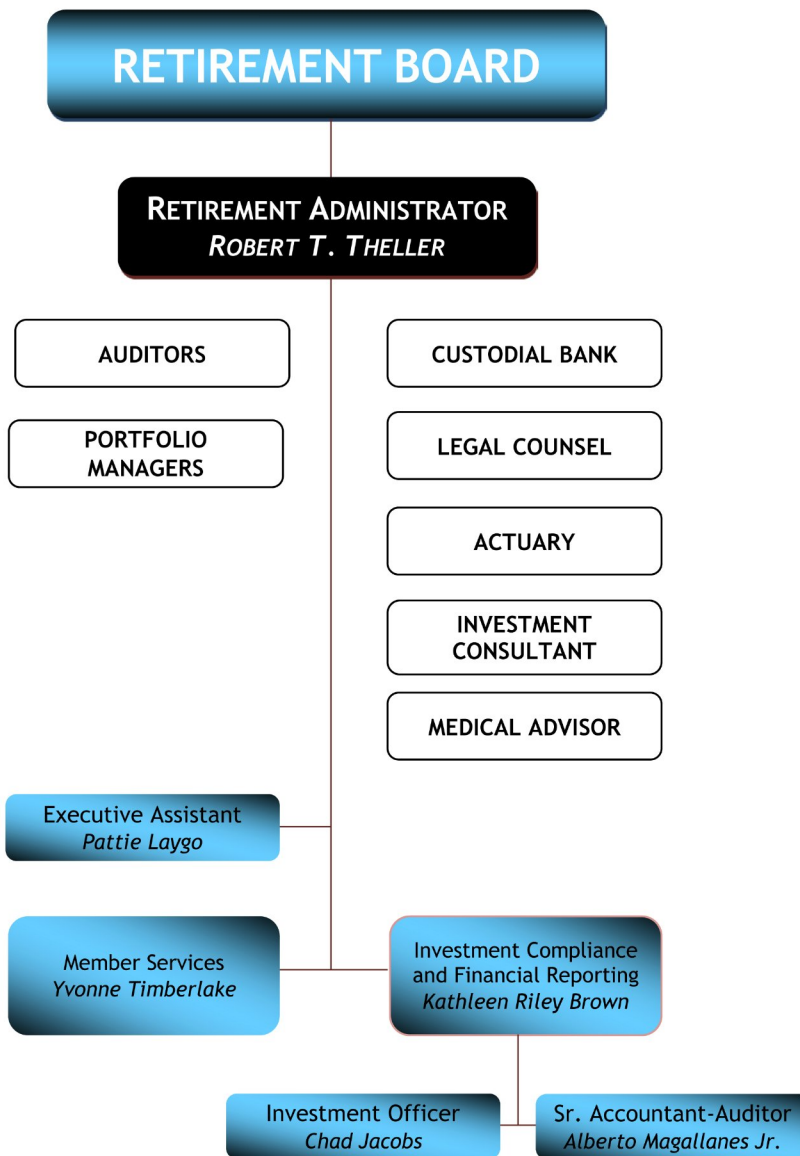 RETIREMENT BOARD
RETIREMENT ADMINISTRATOR
ROBERT T. THELLER
AUDITORS
CUSTODIAL BANK
PORTFOLIO
MANAGERS
LEGAL COUNSEL
ACTUARY
INVESTMENT
CONSULTANT
MEDICAL ADVISOR
Executive Assistant
Pattie Laygo
Member Services
Yvonne Timberlake
Investment Compliance
and Financial Reporting
Kathleen Riley Brown
Investment Officer
Chad Jacobs
Sr. Accountant-Auditor
Alberto Magallanes Jr.